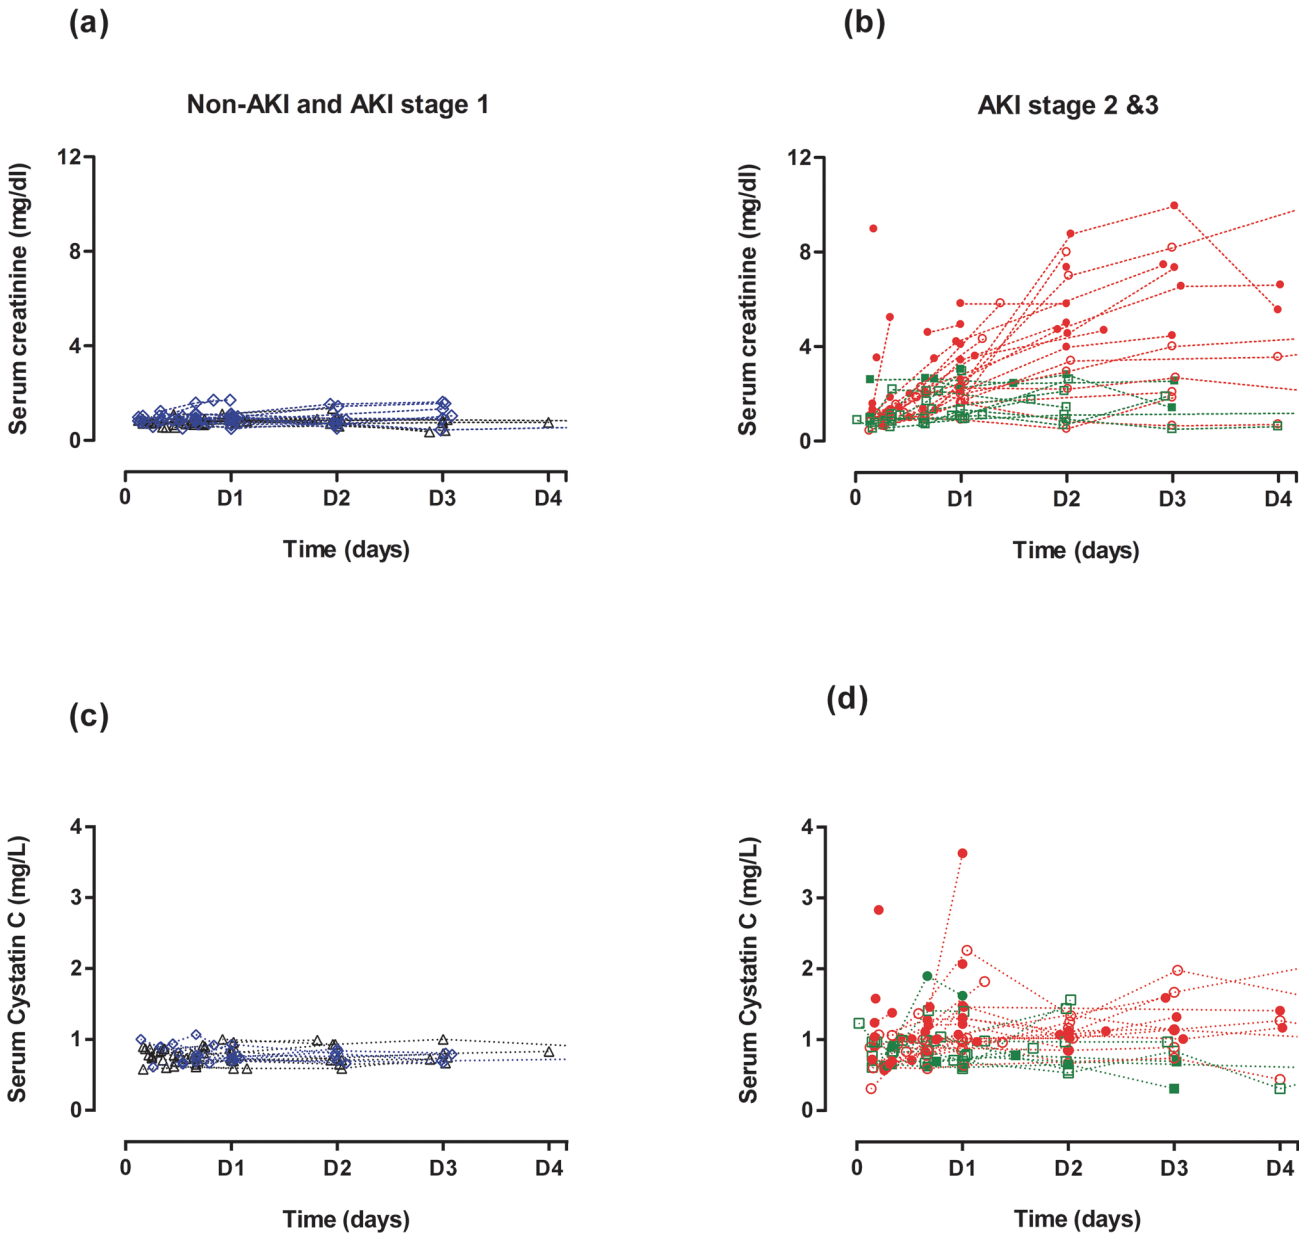 (a)
Non-AKI and AKI stage 1
Serum creatinine (mg/dl)
12
8
4
0
0 D1 D2 D3 D4
Time (days)
(b)
AKI stage 2 &3
Serum creatinine (mg/dl)
12
8
4
0
0 D1 D2 D3 D4
Time (days)
(c)
Serum Cystatin C (mg/L)
4
3
2
1
0
0 D1 D2 D3 D4
Time (days)
(d)
Serum Cystatin C (mg/L)
4
3
2
1
0
0 D1 D2 D3 D4
Time (days)